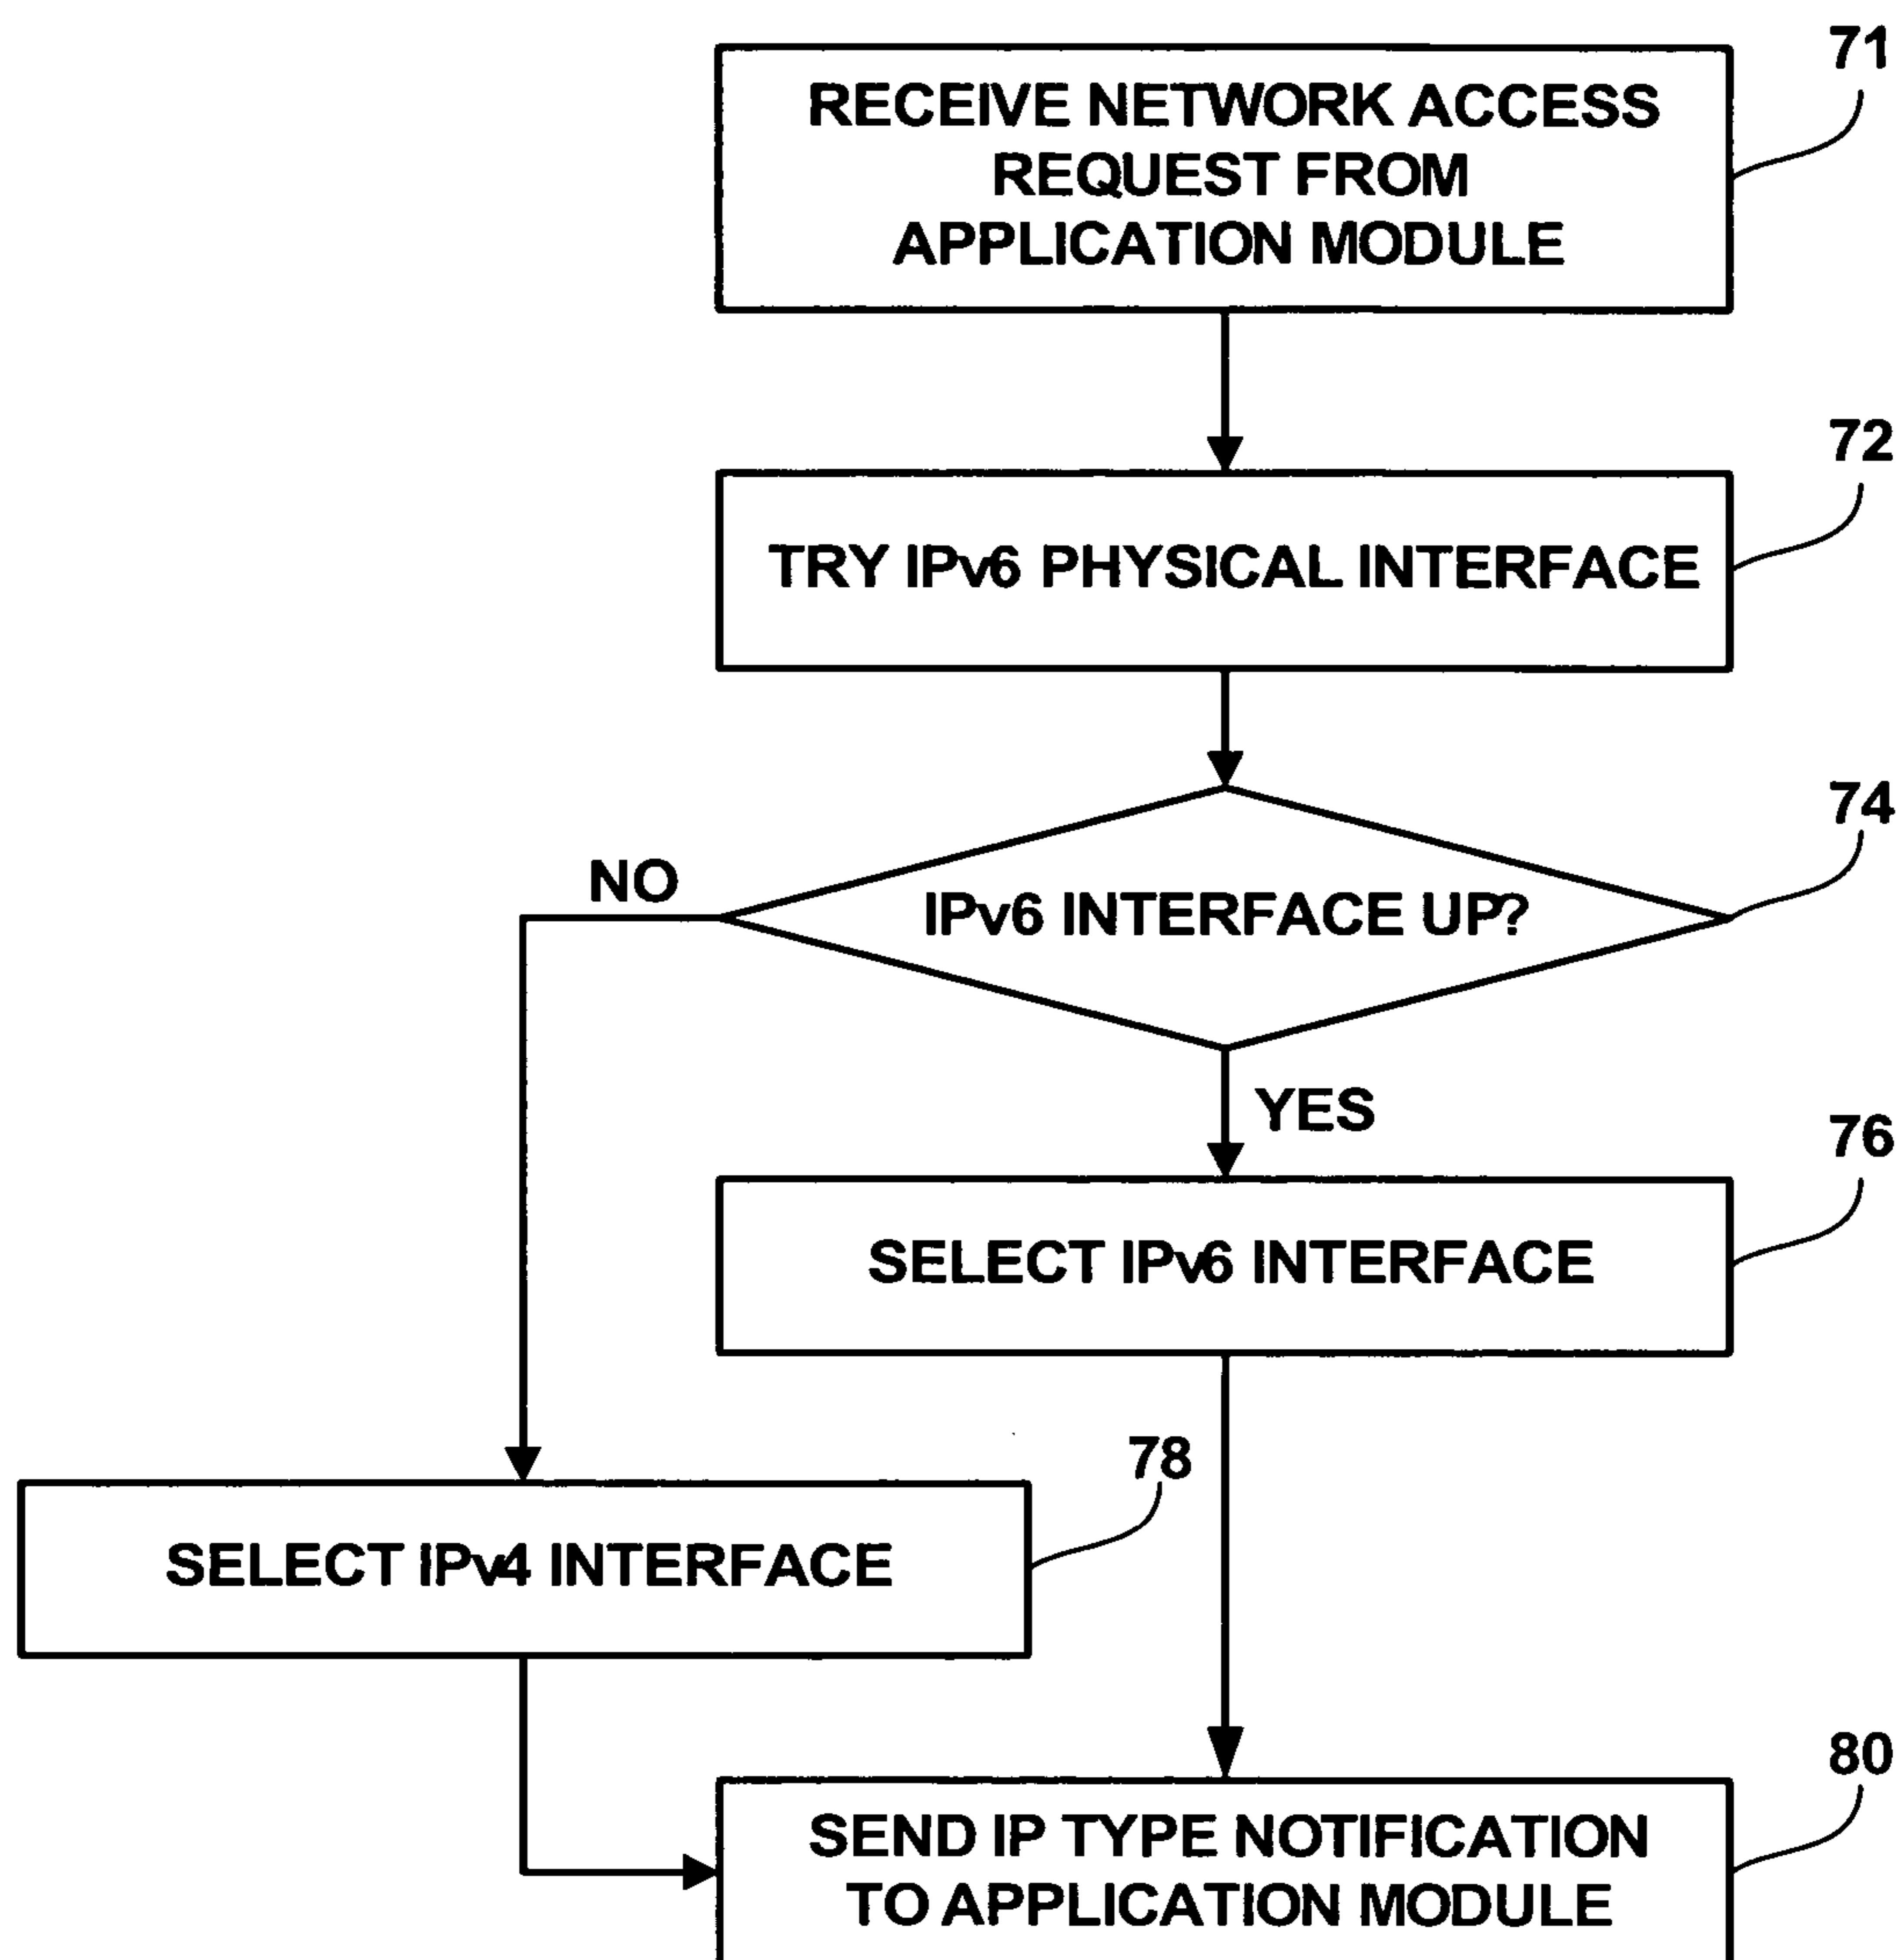 71
RECEIVE NETWORK ACCESS
REQUEST FROM
APPLICATION MODULE
72
TRY IPv6 PHYSICAL INTERFACE
74
NO
IPv6 INTERFACE UP?
YES
76
SELECT IPv6 INTERFACE
78
SELECT IPv4 INTERFACE
80
SEND IP TYPE NOTIFICATION
TO APPLICATION MODULE